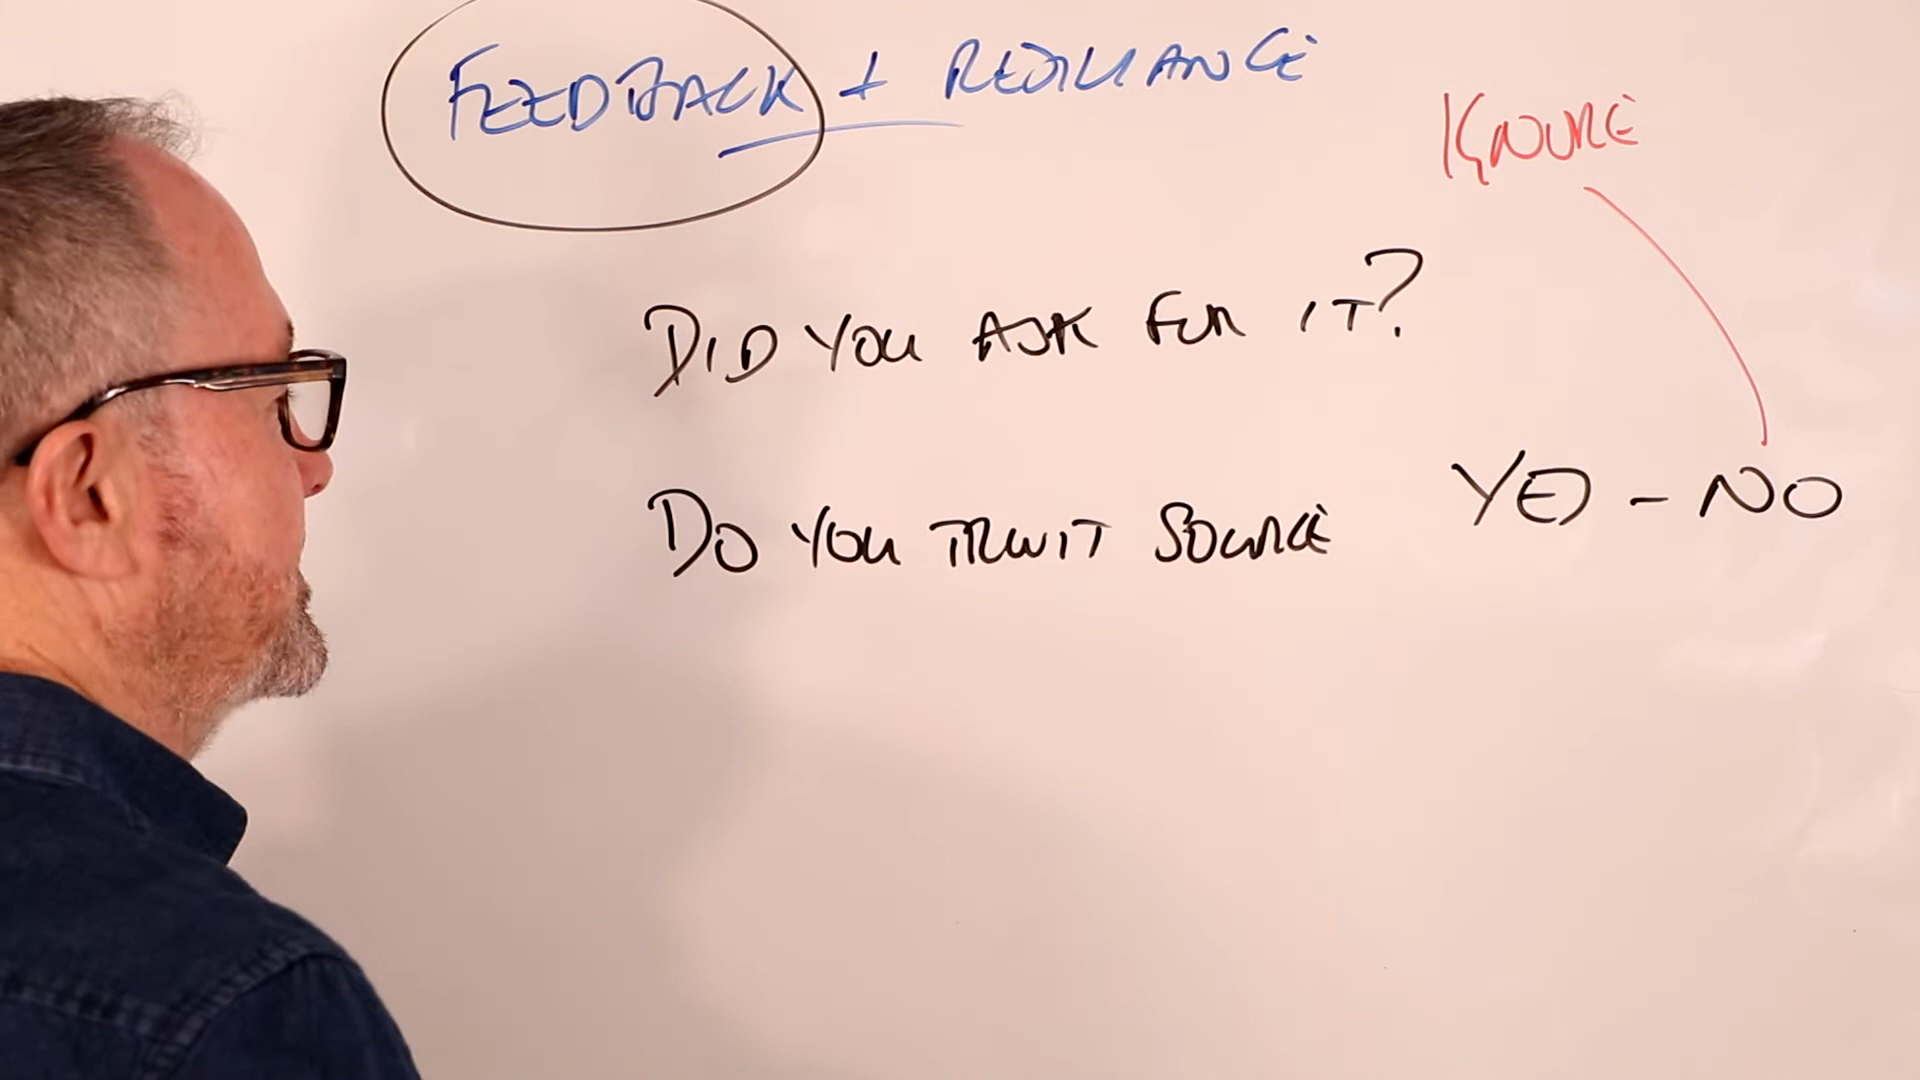 FEEDBACK + RESILIANCE
IGNORE
DID YOU ASK FOR IT?
YES - NO
DO YOU TRUST SOURCE